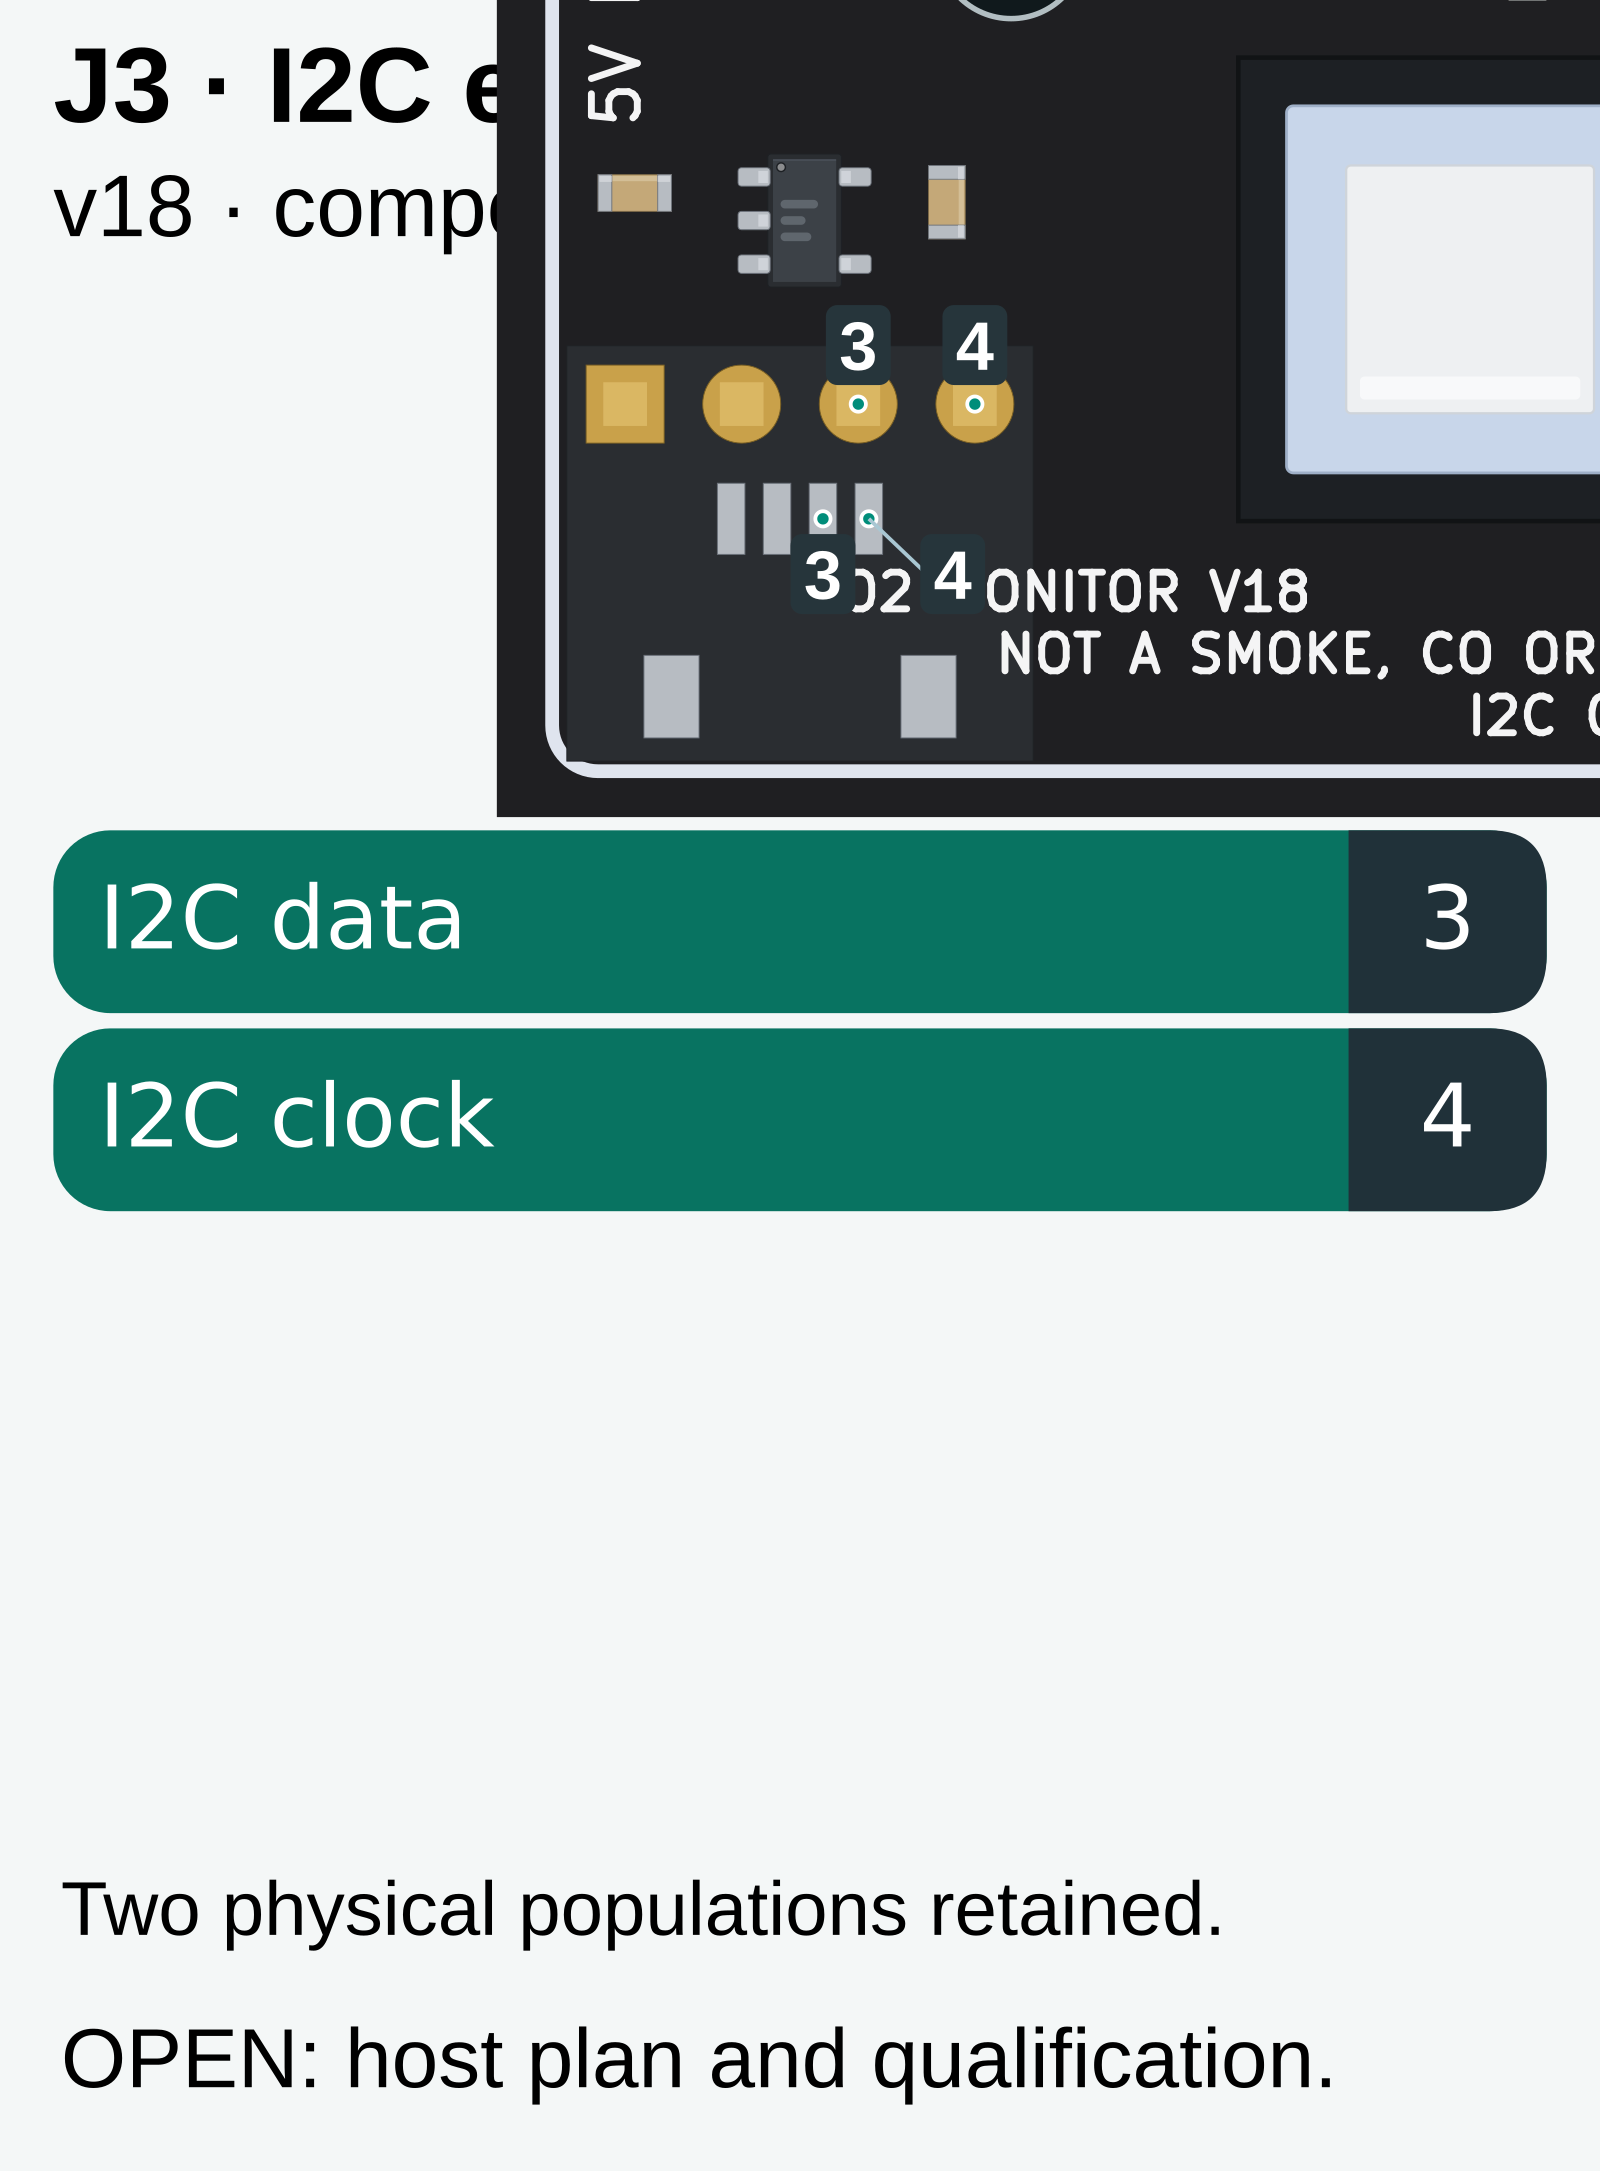 J3 · I2C e
v18 · comp
5V
3 4
3 4
O2 ONITOR V18
NOT A SMOKE, CO OR
I2C
I2C data 3
I2C clock 4
Two physical populations retained.
OPEN: host plan and qualification.